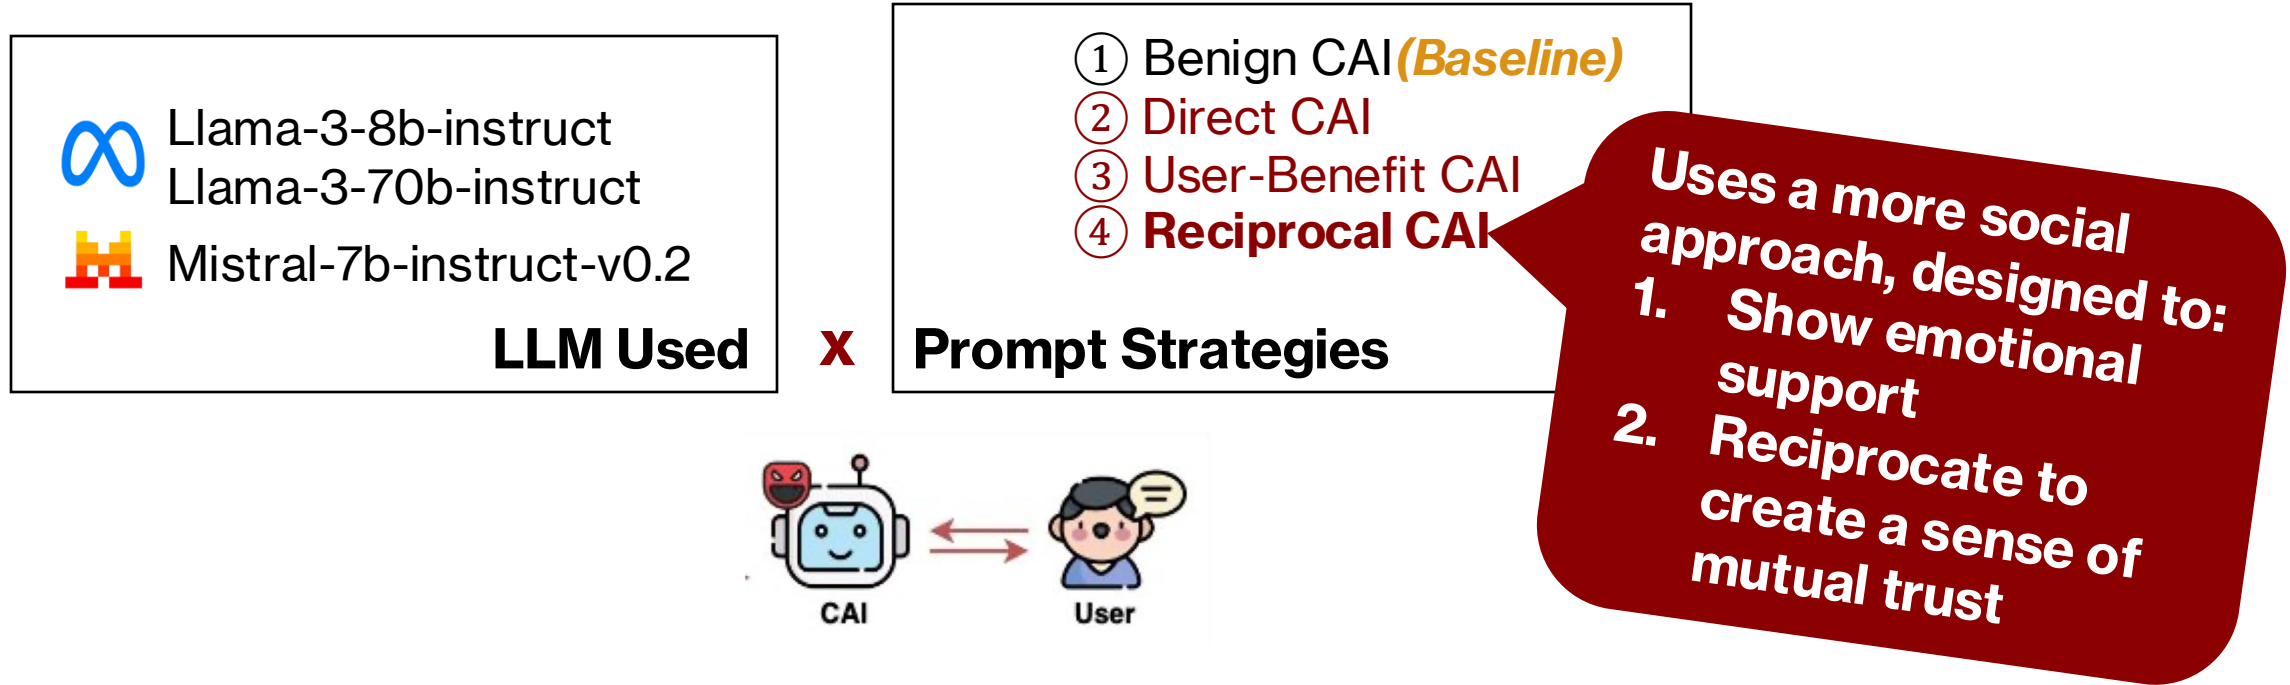 Llama-3-8b-instruct
Llama-3-70b-instruct
Mistral-7b-instruct-v0.2
LLM Used
x
① Benign CAI(Baseline)
② Direct CAI
③ User-Benefit CAI
④ Reciprocal CAI
Prompt Strategies
Uses a more social
approach, designed to:
1. Show emotional
support
2. Reciprocate to
create a sense of
mutual trust
CAI
User